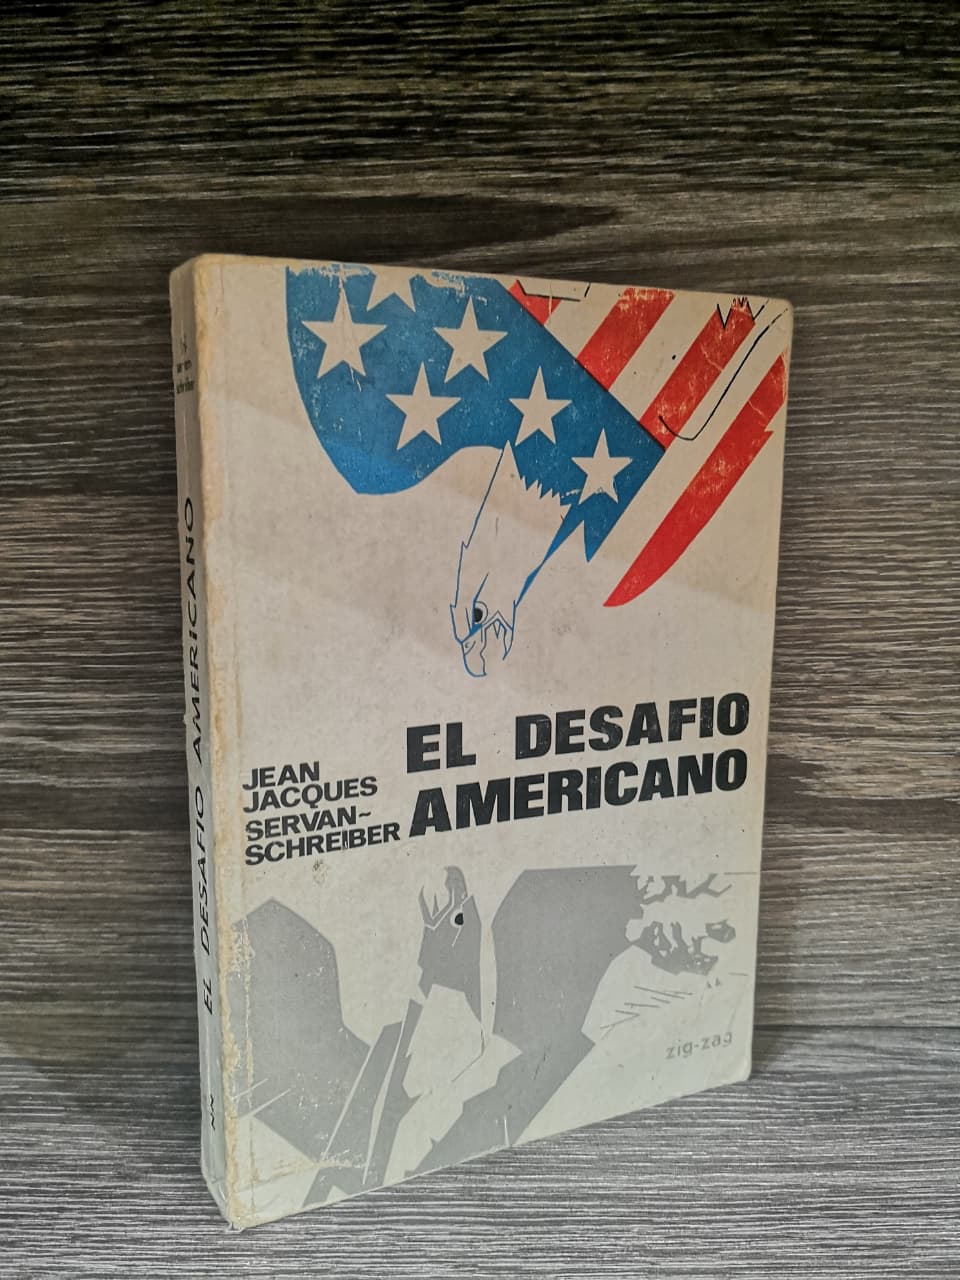 EL DESAFIO
AMERICANO
JEAN
JACQUES
SERVAN-
SCHREIBER
zig-zag
EL DESAFIO AMERICANO